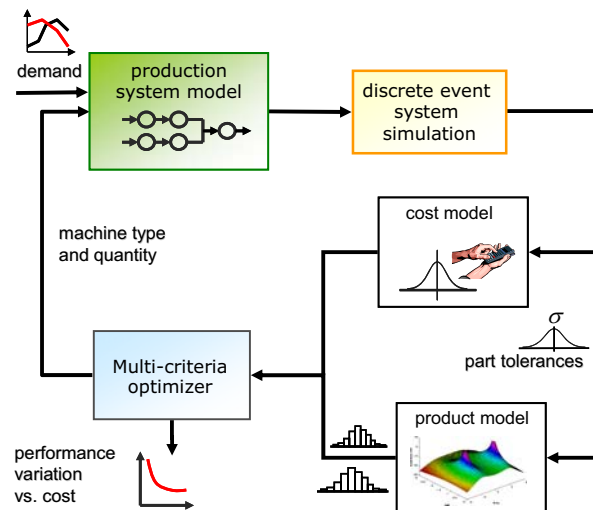 demand
production
system model
discrete event
system
simulation
machine type
and quantity
cost model
σ
part tolerances
Multi-criteria
optimizer
product model
performance
variation
vs. cost